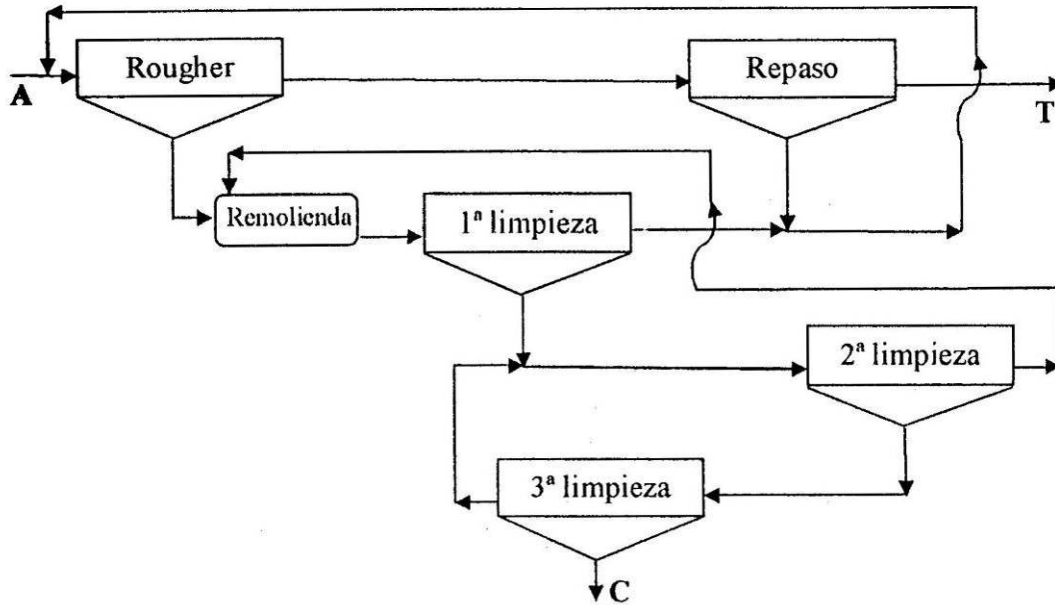 Rougher
Repaso
A
T
Remolienda
1ª limpieza
2ª limpieza
3ª limpieza
C